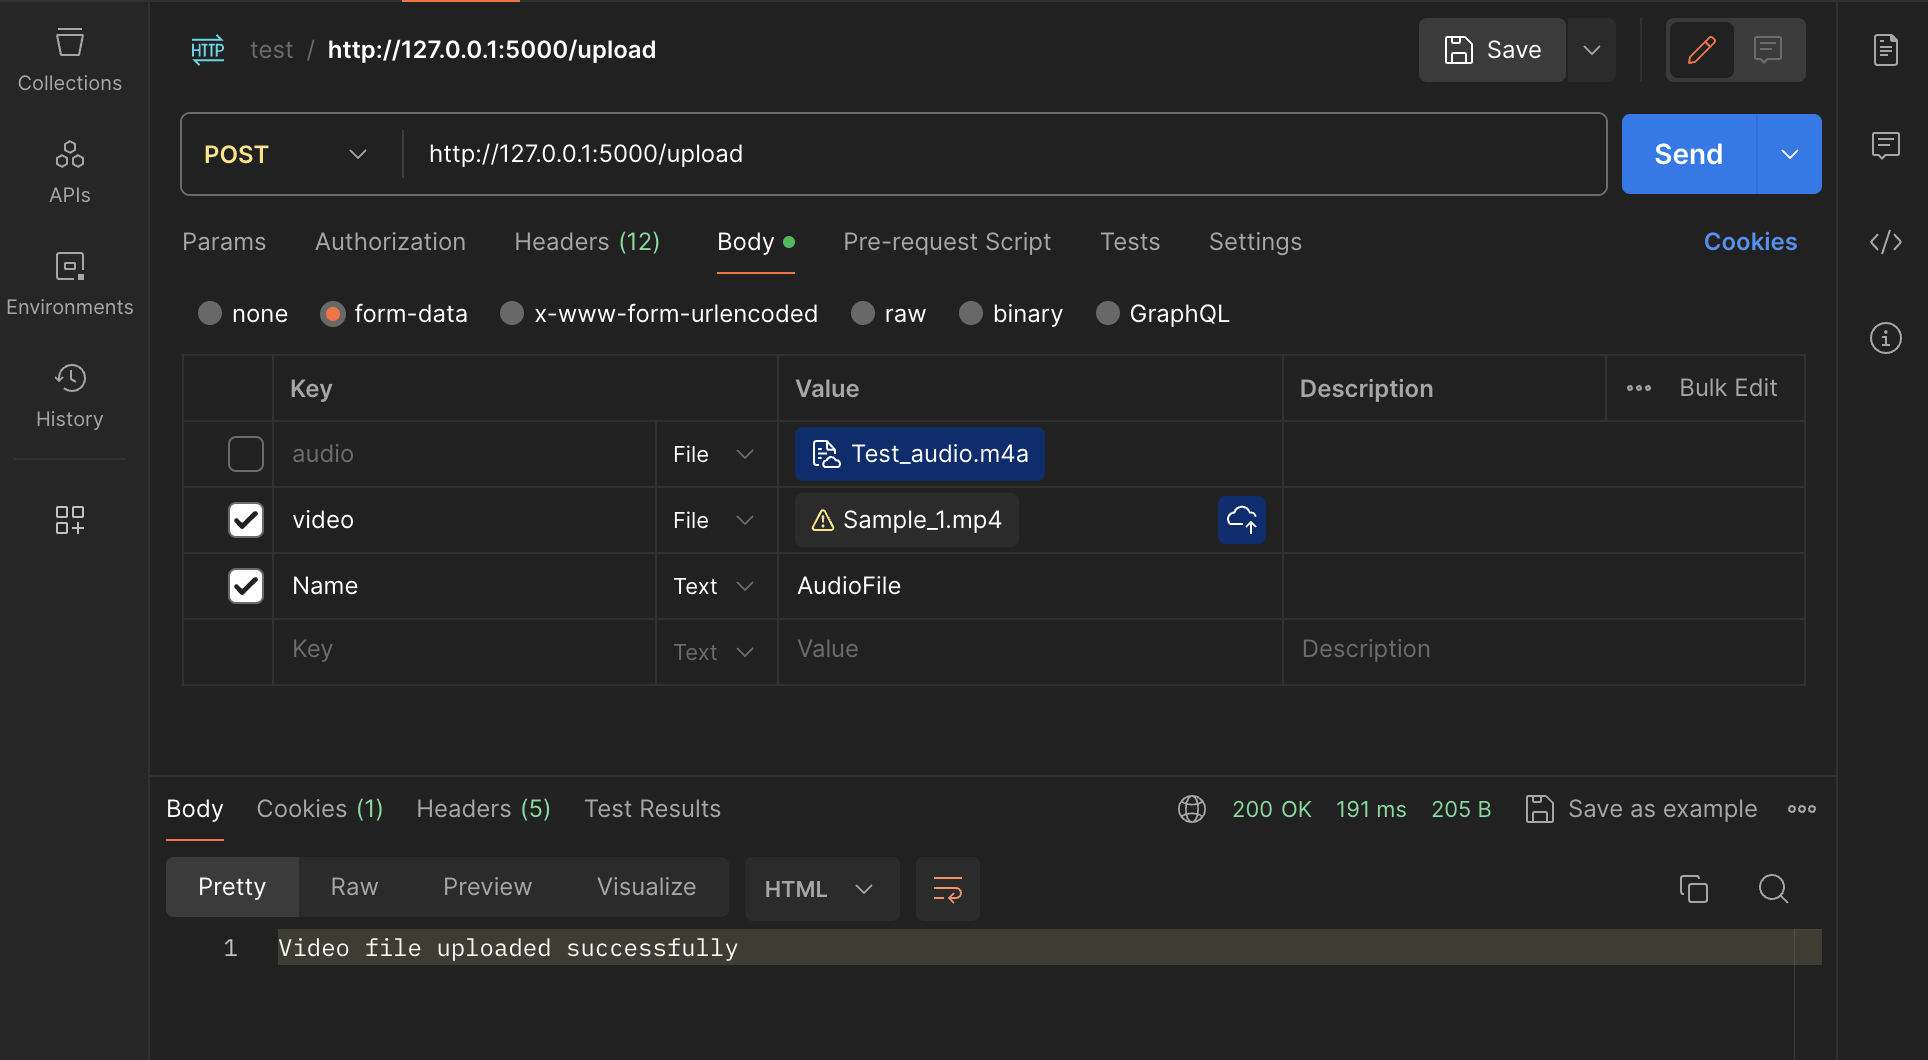 Collections
APIs
Environments
History
HTTP test / http://127.0.0.1:5000/upload
Save
POST http://127.0.0.1:5000/upload
Send
Params Authorization Headers (12) Body Pre-request Script Tests Settings Cookies
none form-data x-www-form-urlencoded raw binary GraphQL
Key Value Description Bulk Edit
audio File Test_audio.m4a
video File Sample_1.mp4
Name Text AudioFile
Key Text Value Description
Body Cookies (1) Headers (5) Test Results 200 OK 191 ms 205 B Save as example
Pretty Raw Preview Visualize HTML
1 Video file uploaded successfully